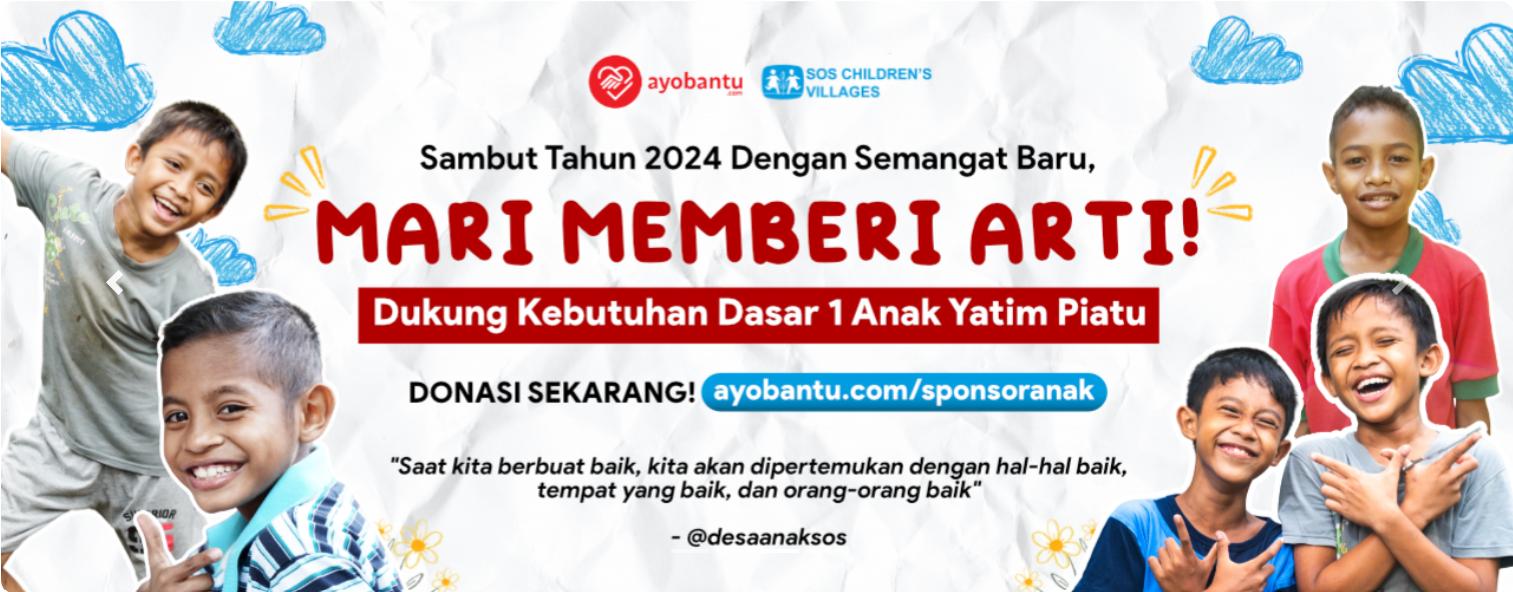 ayobantu
.com
SOS CHILDREN'S
VILLAGES
Sambut Tahun 2024 Dengan Semangat Baru,
MARI MEMBERI ARTI!
Dukung Kebutuhan Dasar 1 Anak Yatim Piatu
DONASI SEKARANG! ayobantu.com/sponsoranak
"Saat kita berbuat baik, kita akan dipertemukan dengan hal-hal baik,
tempat yang baik, dan orang-orang baik"
- @desaanaksos